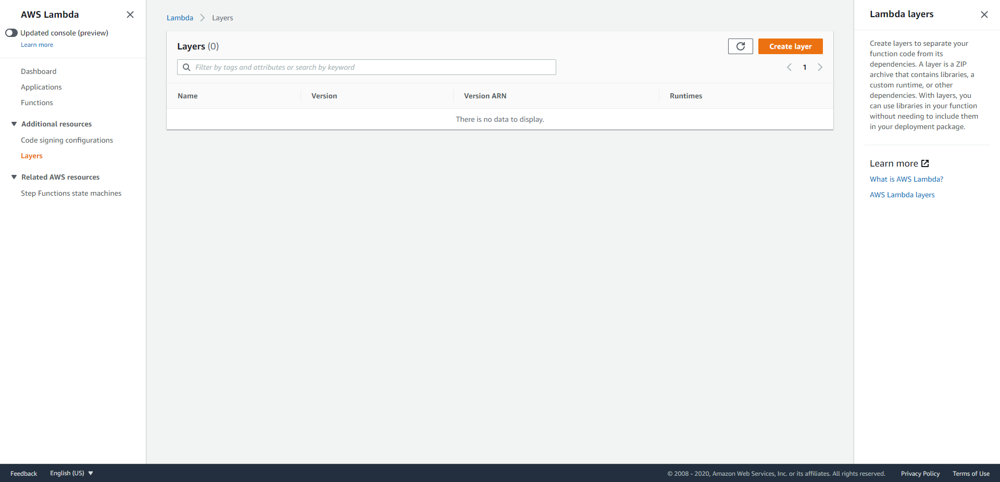 AWS Lambda
Updated console (preview)
Learn more
Dashboard
Applications
Functions
Additional resources
Code signing configurations
Layers
Related AWS resources
Step Functions state machines
Lambda
Layers
Layers (0)
Create layer
Filter by tags and attributes or search by keyword
1
Name
Version
Version ARN
Runtimes
There is no data to display.
Lambda layers
Create layers to separate your
function code from its
dependencies. A layer is a ZIP
archive that contains libraries, a
custom runtime, or other
dependencies. With layers, you
can use libraries in your function
without needing to include them
in your deployment package.
Learn more
What is AWS Lambda?
AWS Lambda layers
Feedback
English (US)
© 2008 - 2020, Amazon Web Services, Inc. or its affiliates. All rights reserved.
Privacy Policy
Terms of Use